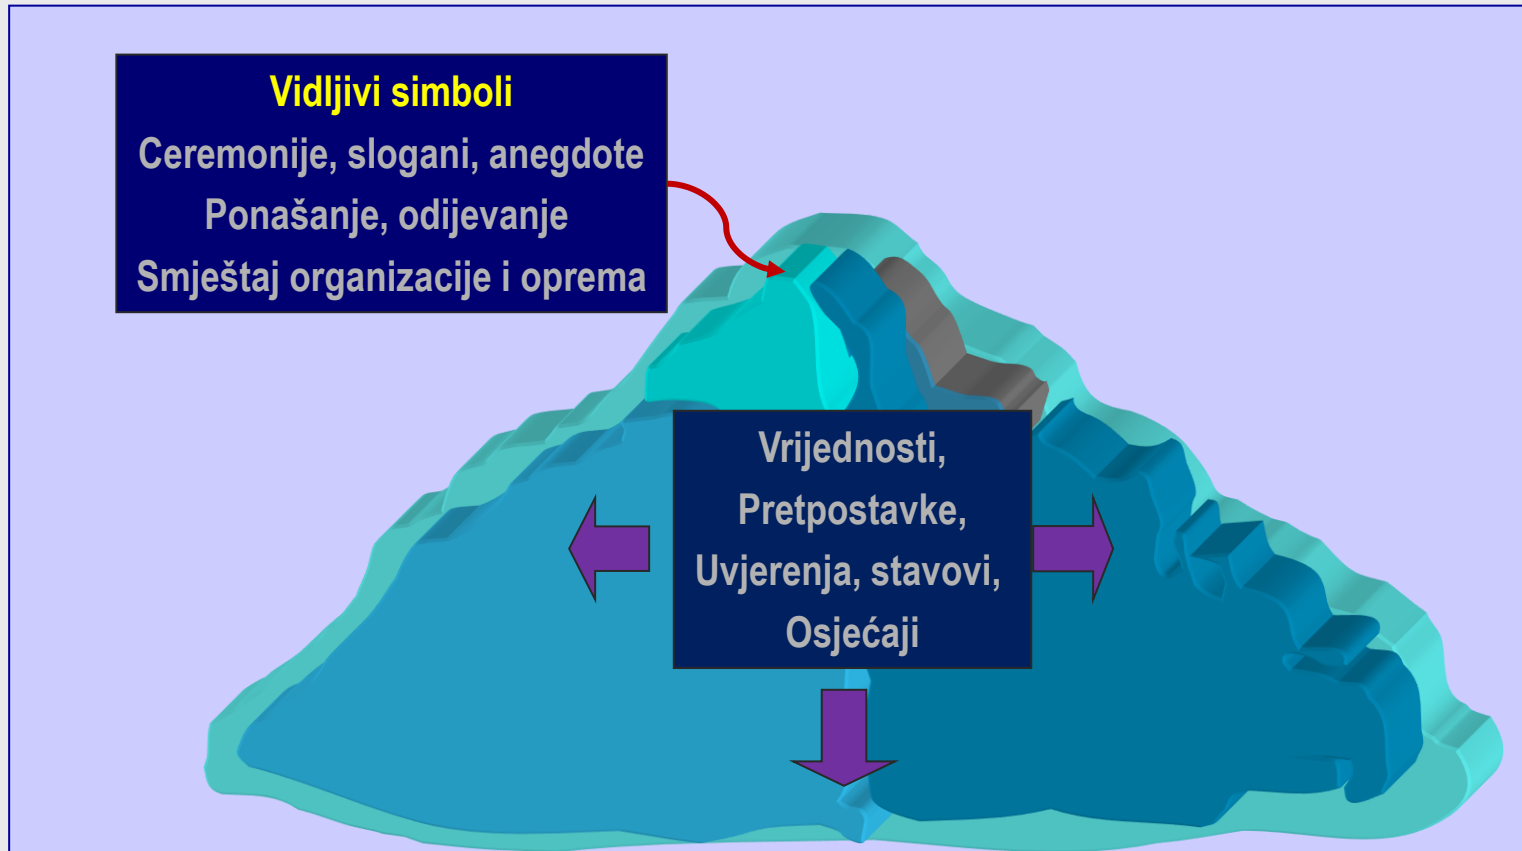 Vidljivi simboli
Ceremonije, slogani, anegdote
Ponašanje, odijevanje
Smještaj organizacije i oprema
Vrijednosti,
Pretpostavke,
Uvjerenja, stavovi,
Osjećaji